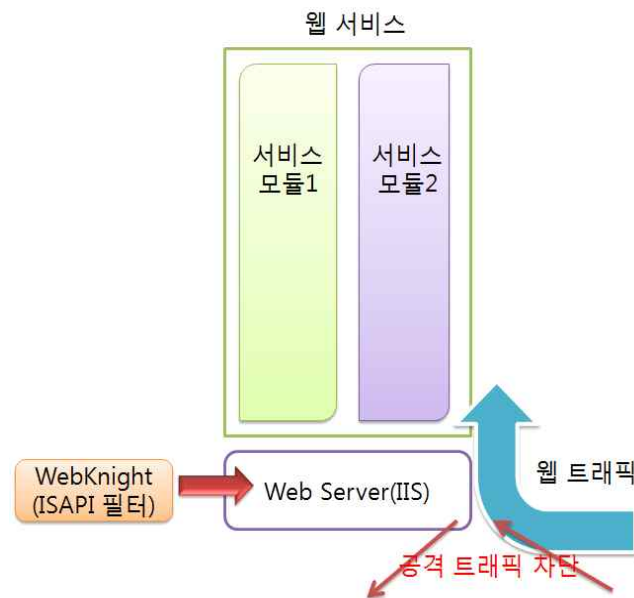 웹 서비스
서비스
모듈1
서비스
모듈2
WebKnight
(ISAPI 필터)
Web Server(IIS)
웹 트래픽
공격 트래픽 차단